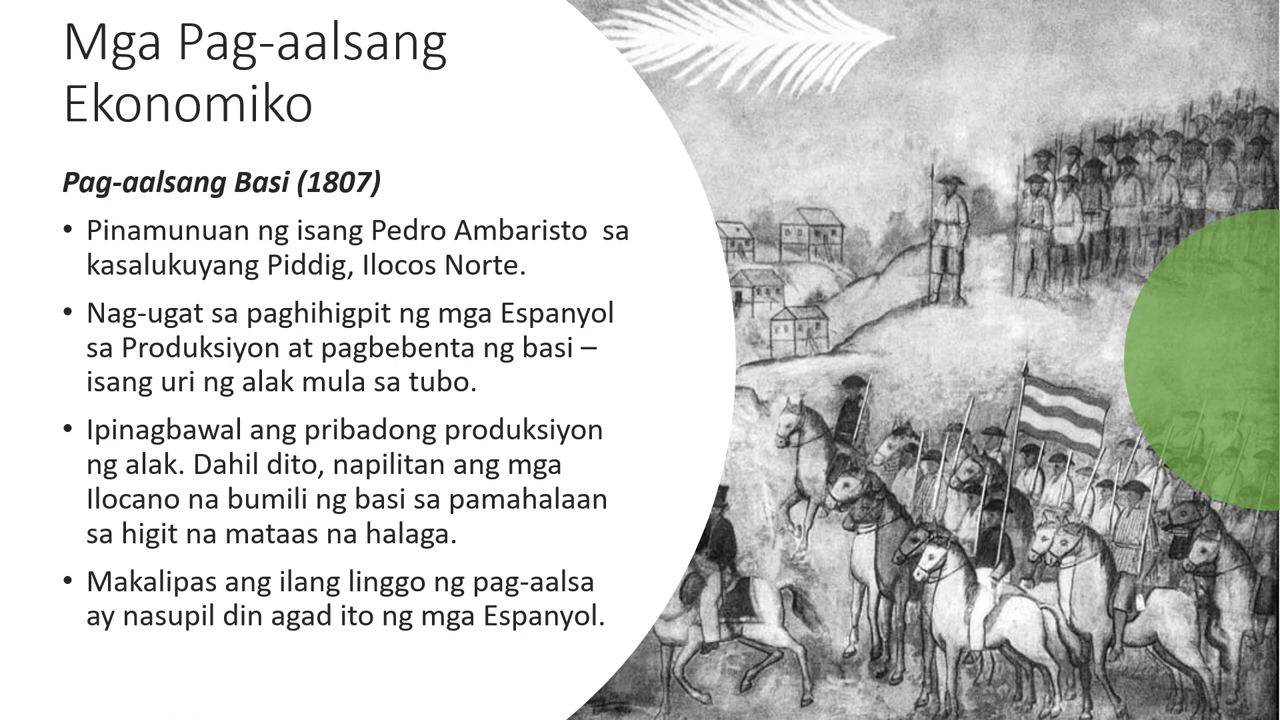 Mga Pag-aalsang
Ekonomiko
Pag-aalsang Basi (1807)
• Pinamunuan ng isang Pedro Ambaristo  sa
kasalukuyang Piddig, Ilocos Norte.
• Nag-ugat sa paghihigpit ng mga Espanyol
sa Produksiyon at pagbebenta ng basi –
isang uri ng alak mula sa tubo.
• Ipinagbawal ang pribadong produksiyon
ng alak. Dahil dito, napilitan ang mga
Ilocano na bumili ng basi sa pamahalaan
sa higit na mataas na halaga.
• Makalipas ang ilang linggo ng pag-aalsa
ay nasupil din agad ito ng mga Espanyol.